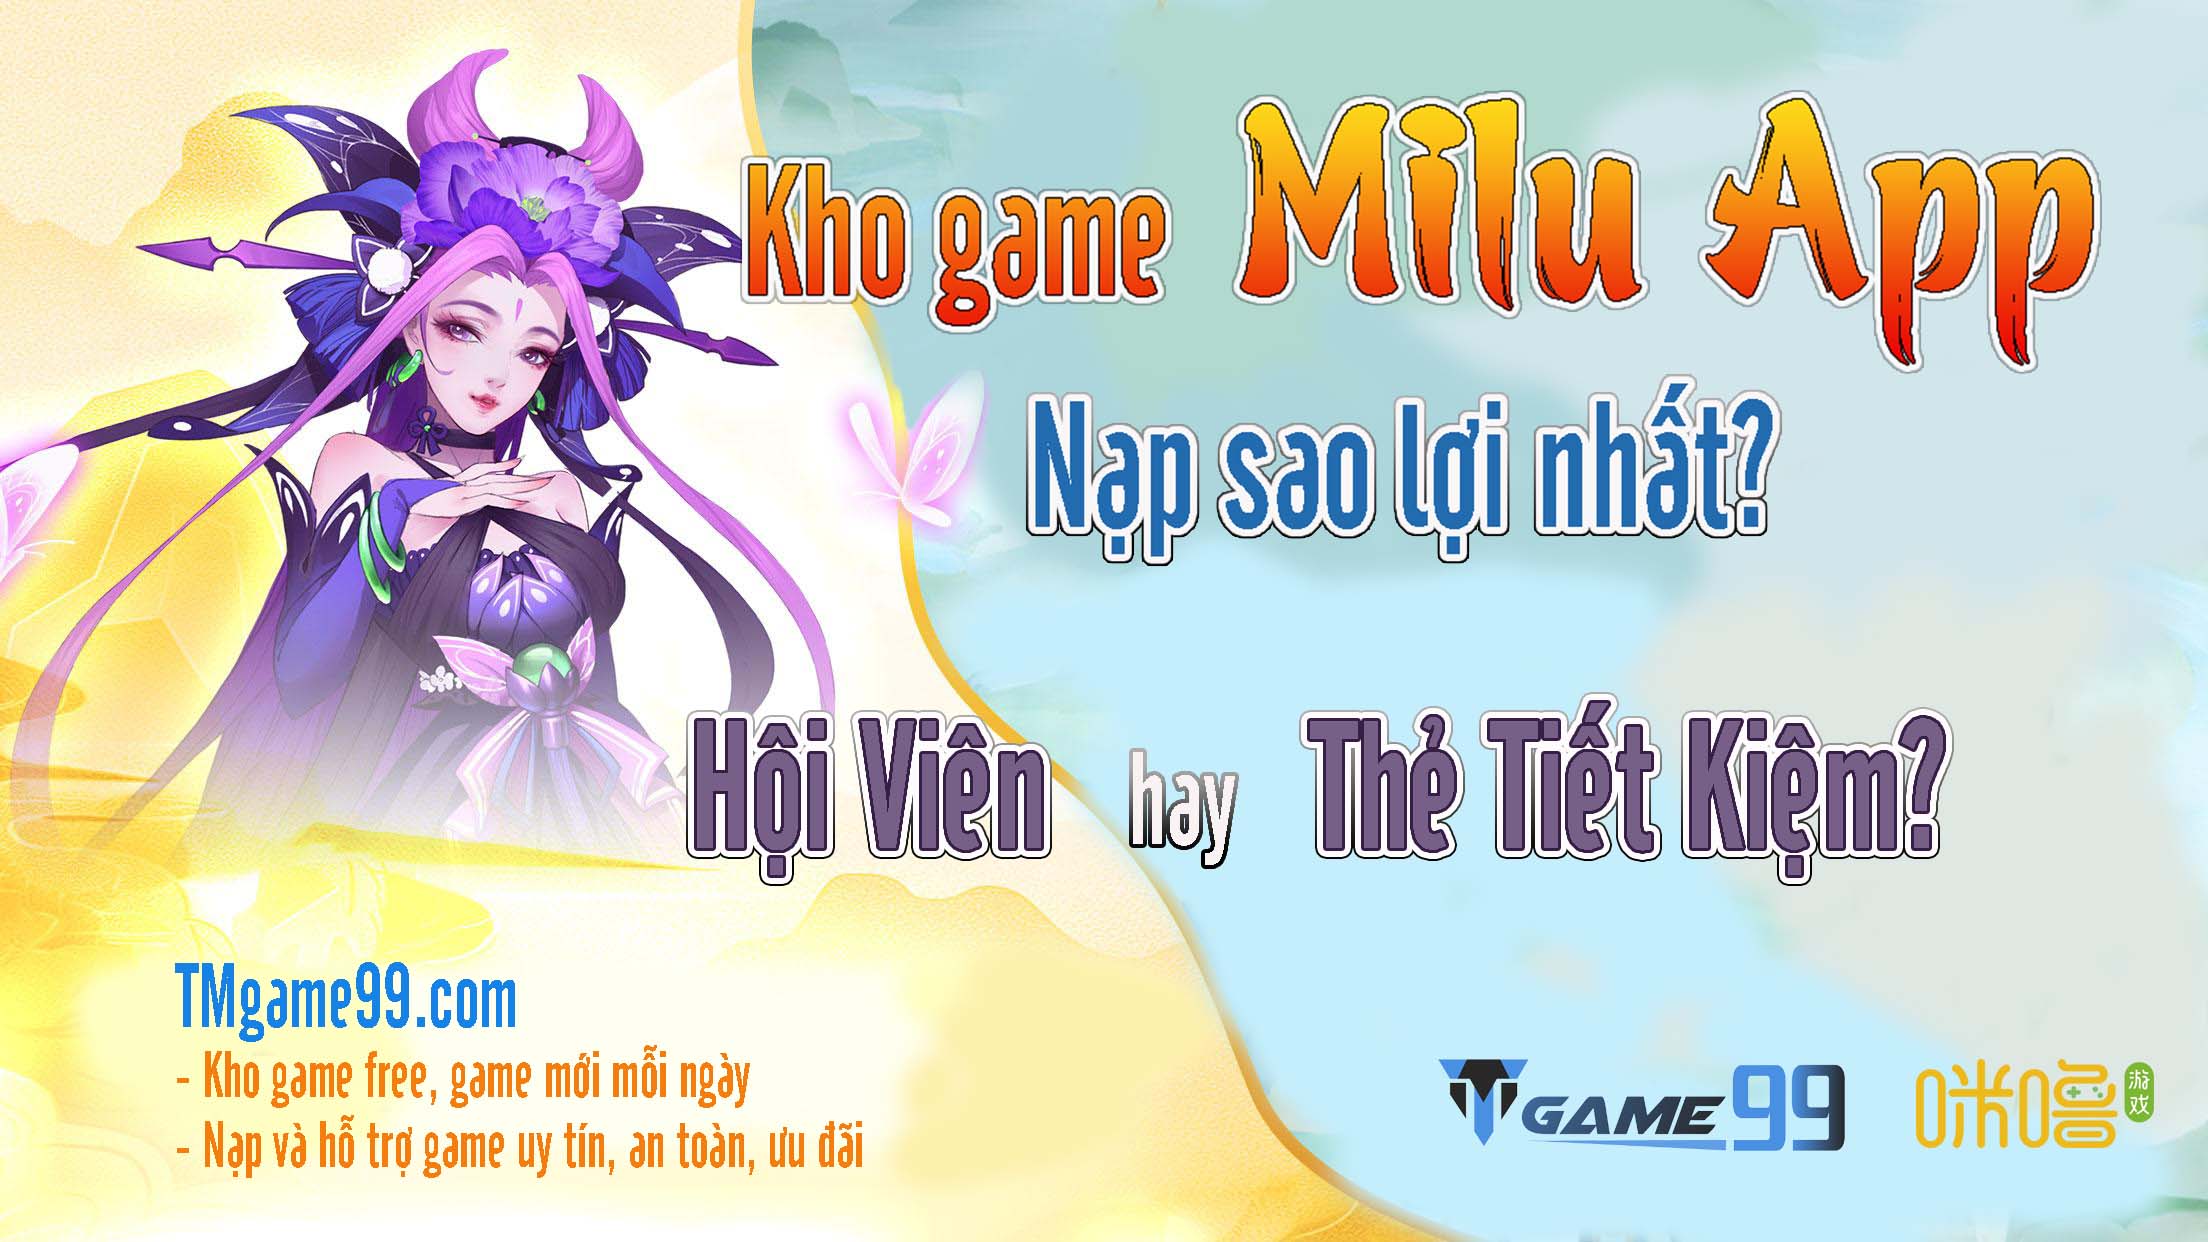 Kho game Milu App
Nạp sao lợi nhất?
Hội Viên hay Thẻ Tiết Kiệm?
TMgame99.com
- Kho game free, game mới mỗi ngày
- Nạp và hỗ trợ game uy tín, an toàn, ưu đãi
TMGAME99
咪噜游戏